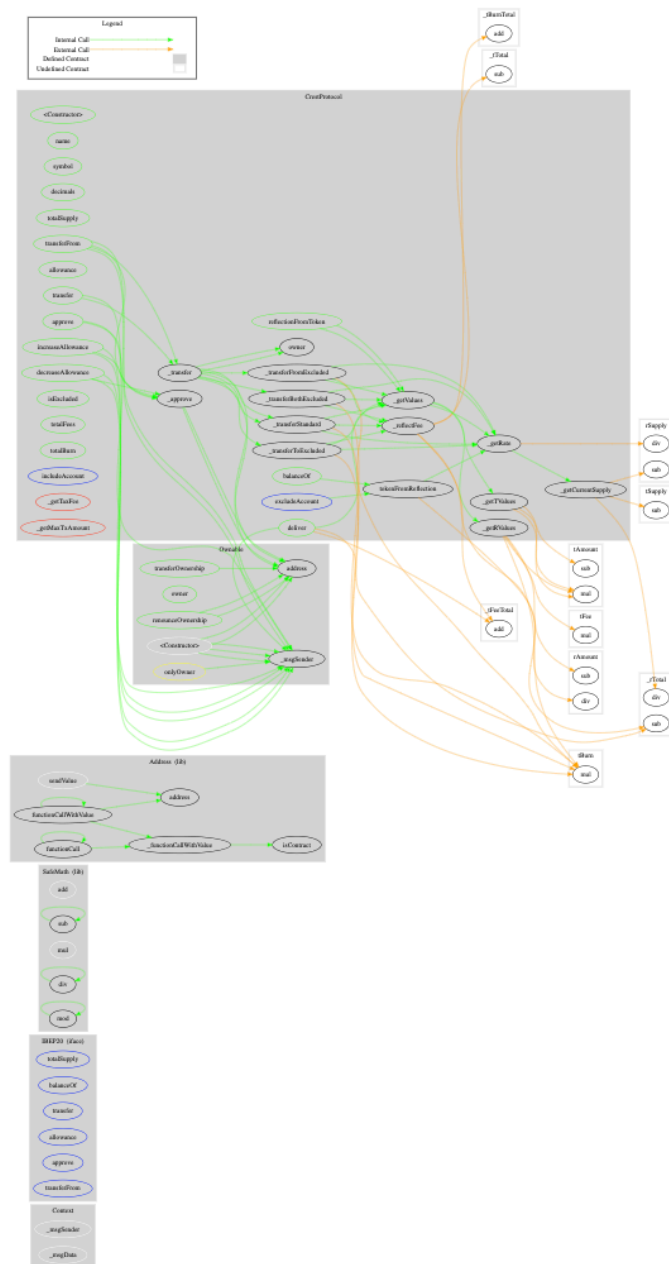 Legend
Internal Call
External Call
Defined Contract
Undefined Contract
_tBurnTotal
add
_tTotal
sub
CronProtocol
<Constructor>
name
symbol
decimals
totalSupply
transferFrom
allowance
transfer
approve
increaseAllowance
decreaseAllowance
isExcluded
totalFees
totalBurn
includeAccount
_getTaxFee
_getMaxTxAmount
_transfer
_approve
reflectionFromToken
owner
_transferFromExcluded
_transferBothExcluded
_transferStandard
_transferToExcluded
balanceOf
excludeAccount
deliver
_getValues
_reflectFee
tokenFromReflection
_getRate
_getTValues
_getRValues
_getCurrentSupply
rSupply
div
sub
tSupply
sub
tAmount
sub
mul
tFee
mul
rAmount
sub
div
_tFeeTotal
add
_rTotal
div
sub
tBurn
mul
Ownable
transferOwnership
owner
renounceOwnership
<Constructor>
onlyOwner
address
_msgSender
Address (lib)
sendValue
functionCallWithValue
functionCall
address
_functionCallWithValue
isContract
SafeMath (lib)
add
sub
mul
div
mod
IBEP20 (iface)
totalSupply
balanceOf
transfer
allowance
approve
transferFrom
Context
_msgSender
_msgData